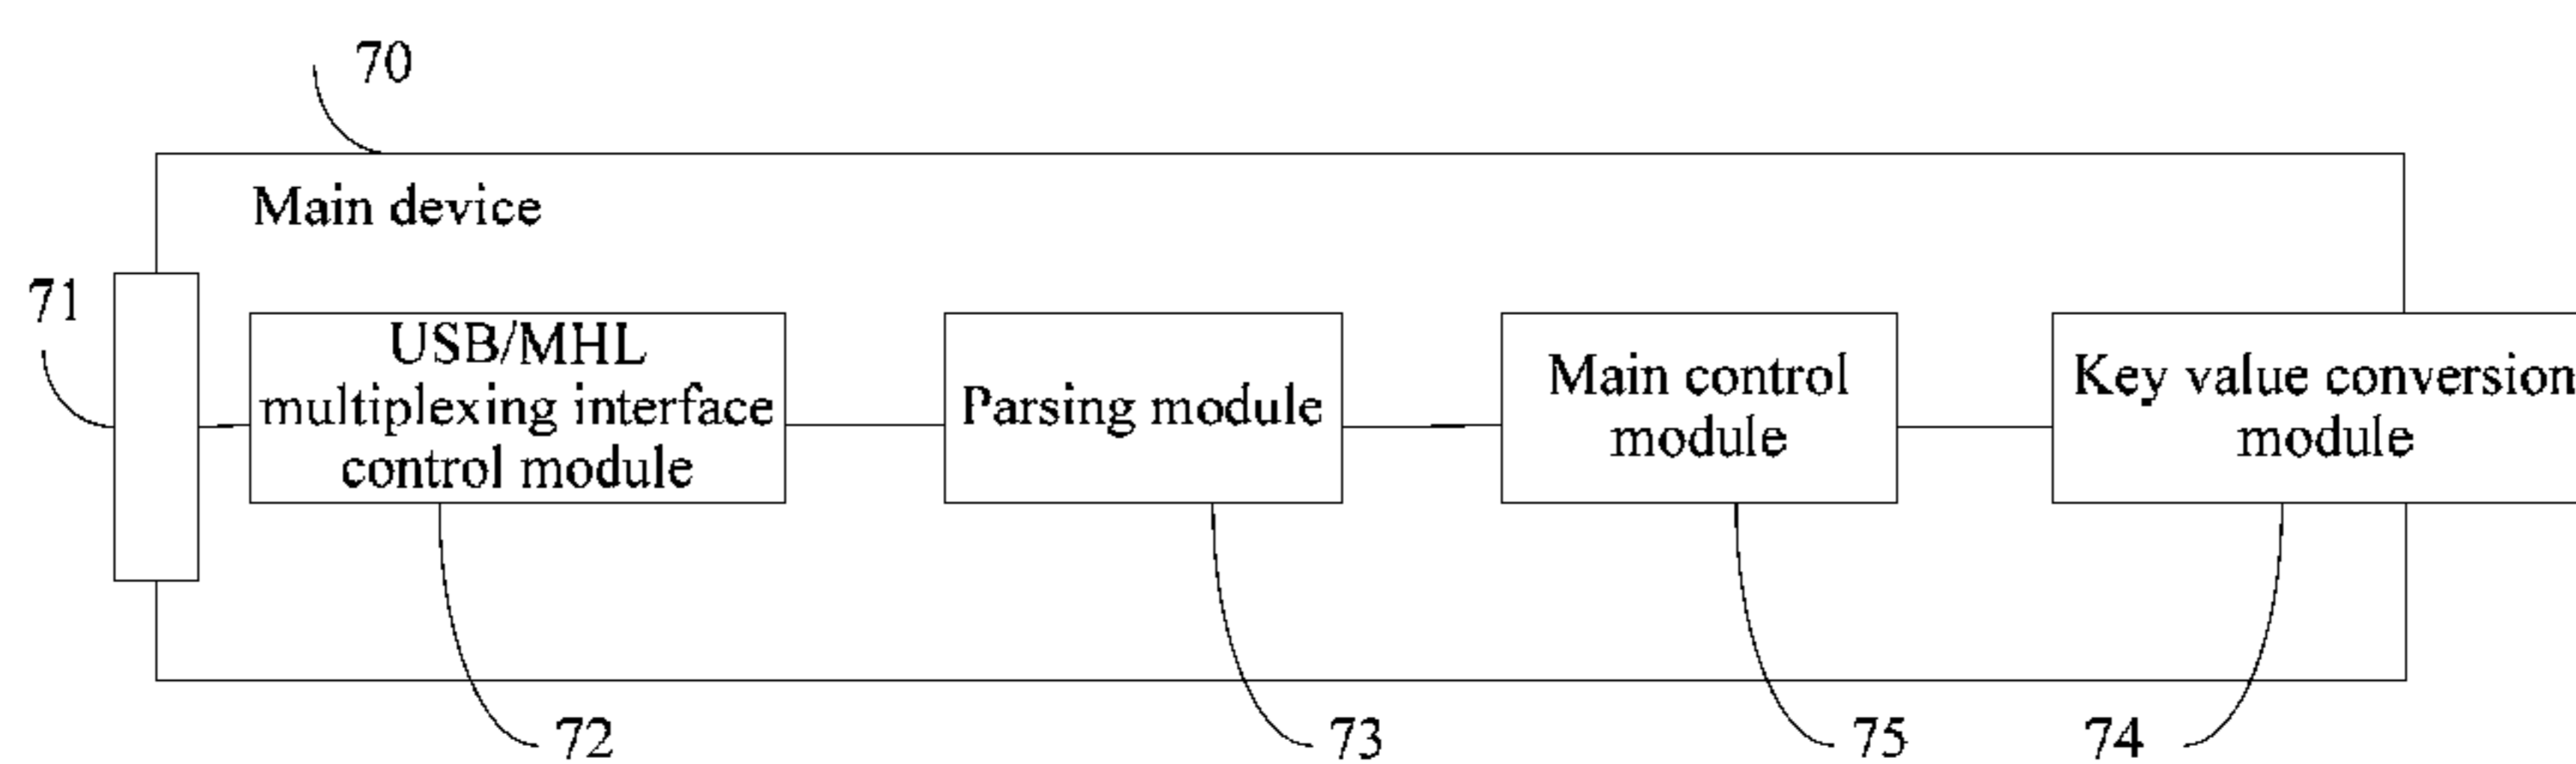 70
Main device
71
USB/MHL
multiplexing interface
control module
Parsing module
Main control
module
Key value conversion
module
72
73
75
74